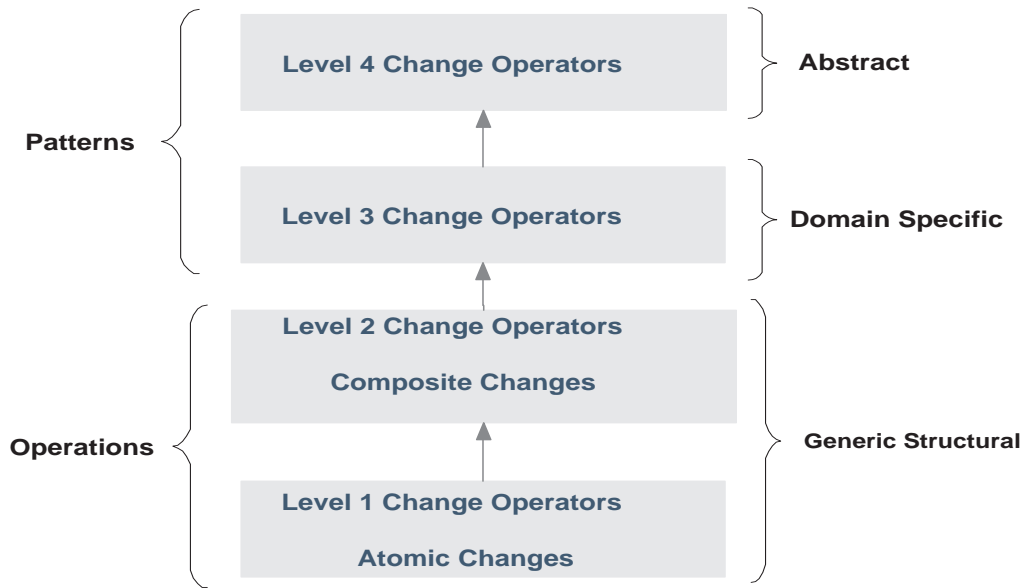 Level 4 Change Operators
Abstract
Patterns
Level 3 Change Operators
Domain Specific
Level 2 Change Operators
Composite Changes
Operations
Generic Structural
Level 1 Change Operators
Atomic Changes